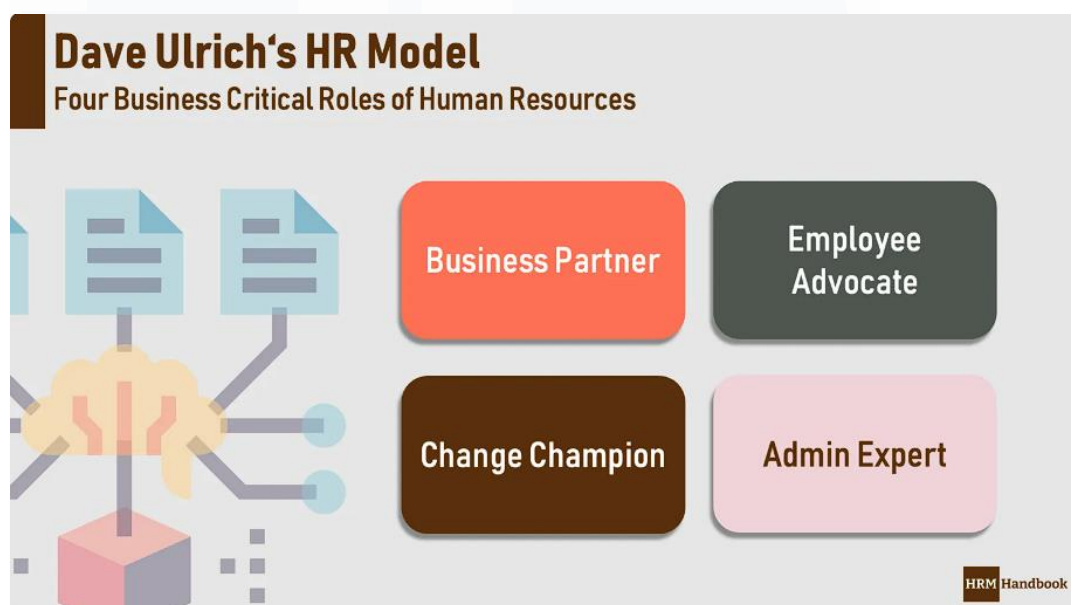 Dave Ulrich‘s HR Model
Four Business Critical Roles of Human Resources
Business Partner
Employee
Advocate
Change Champion
Admin Expert
HRM Handbook